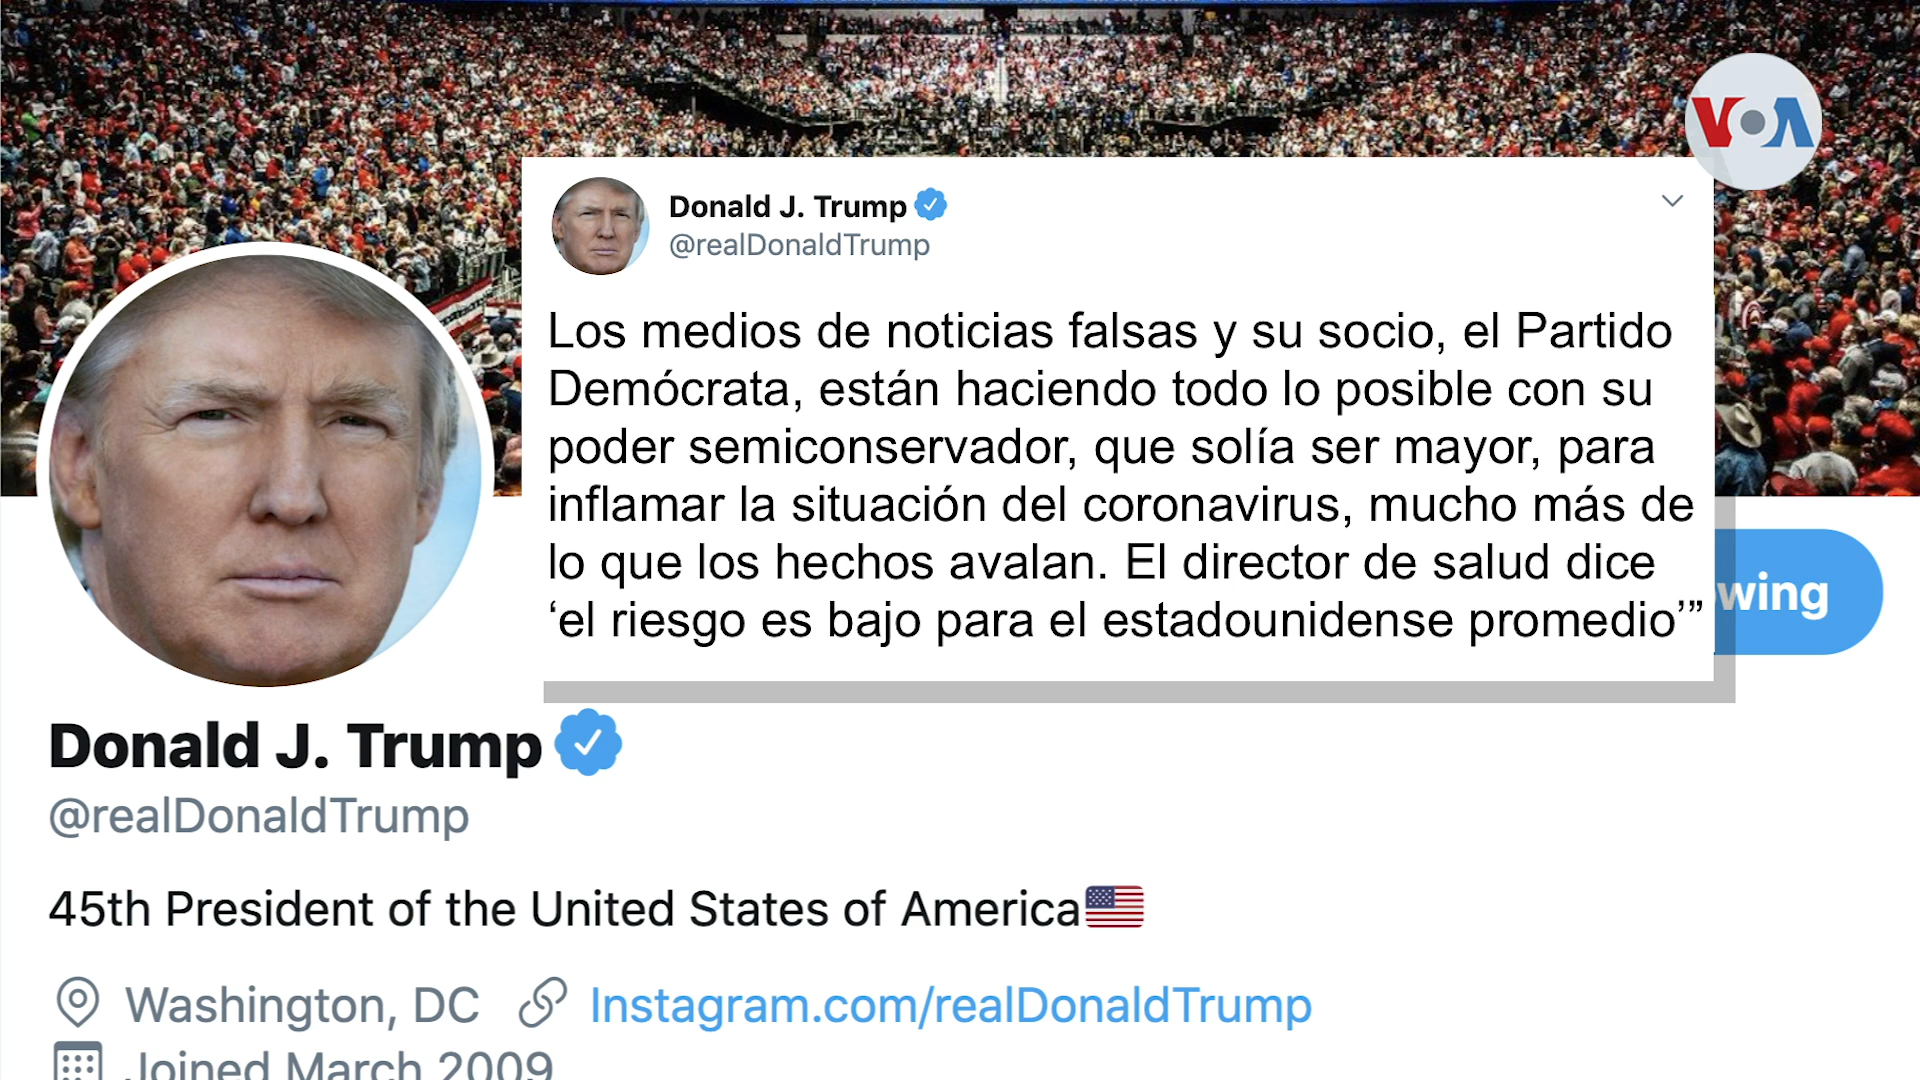 VOA
Donald J. Trump
@realDonaldTrump
Los medios de noticias falsas y su socio, el Partido
Demócrata, están haciendo todo lo posible con su
poder semiconservador, que solía ser mayor, para
inflamar la situación del coronavirus, mucho más de
lo que los hechos avalan. El director de salud dice
‘el riesgo es bajo para el estadounidense promedio’”
wing
Donald J. Trump
@realDonaldTrump
45th President of the United States of America
Washington, DC Instagram.com/realDonaldTrump
Joined March 2009